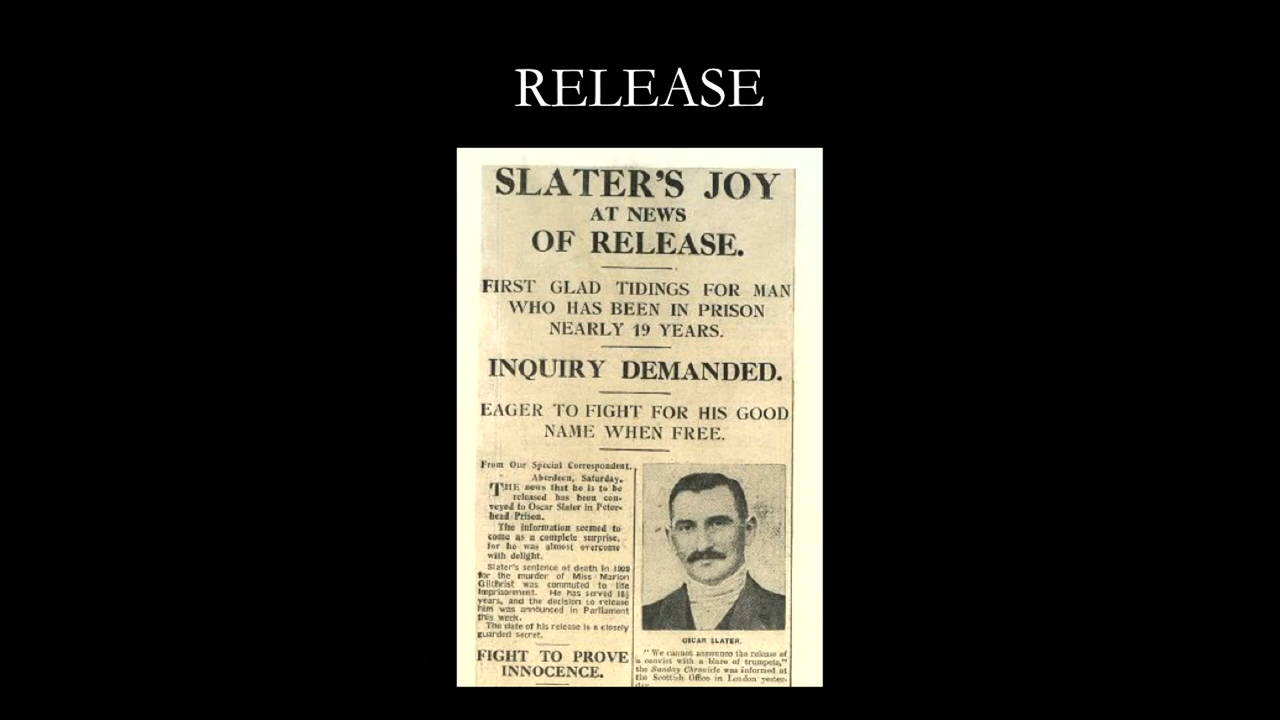 RELEASE
SLATER'S JOY
AT NEWS
OF RELEASE.
FIRST GLAD TIDINGS FOR MAN
WHO HAS BEEN IN PRISON
NEARLY 19 YEARS.
INQUIRY DEMANDED.
EAGER TO FIGHT FOR HIS GOOD
NAME WHEN FREE.
From Our Special Correspondent.
Aberdeen, Saturday.
THE news that he is to be
released has been con-
veyed to Oscar Slater in Peter-
head Prison.
The information seemed to
come as a complete surprise,
for he was almost overcome
with delight.
Slater's sentence of death in 1909
for the murder of Miss Marion
Gilchrist was commuted to life
imprisonment. He has served 18½
years, and the decision to release
him was announced in Parliament
this week.
The date of his release is a closely
guarded secret.
FIGHT TO PROVE
INNOCENCE.
OSCAR SLATER.
"We cannot announce the release of
a convict with a blaze of trumpets,"
the Sunday Chronicle was informed at
the Scottish Office in London yester-
day.